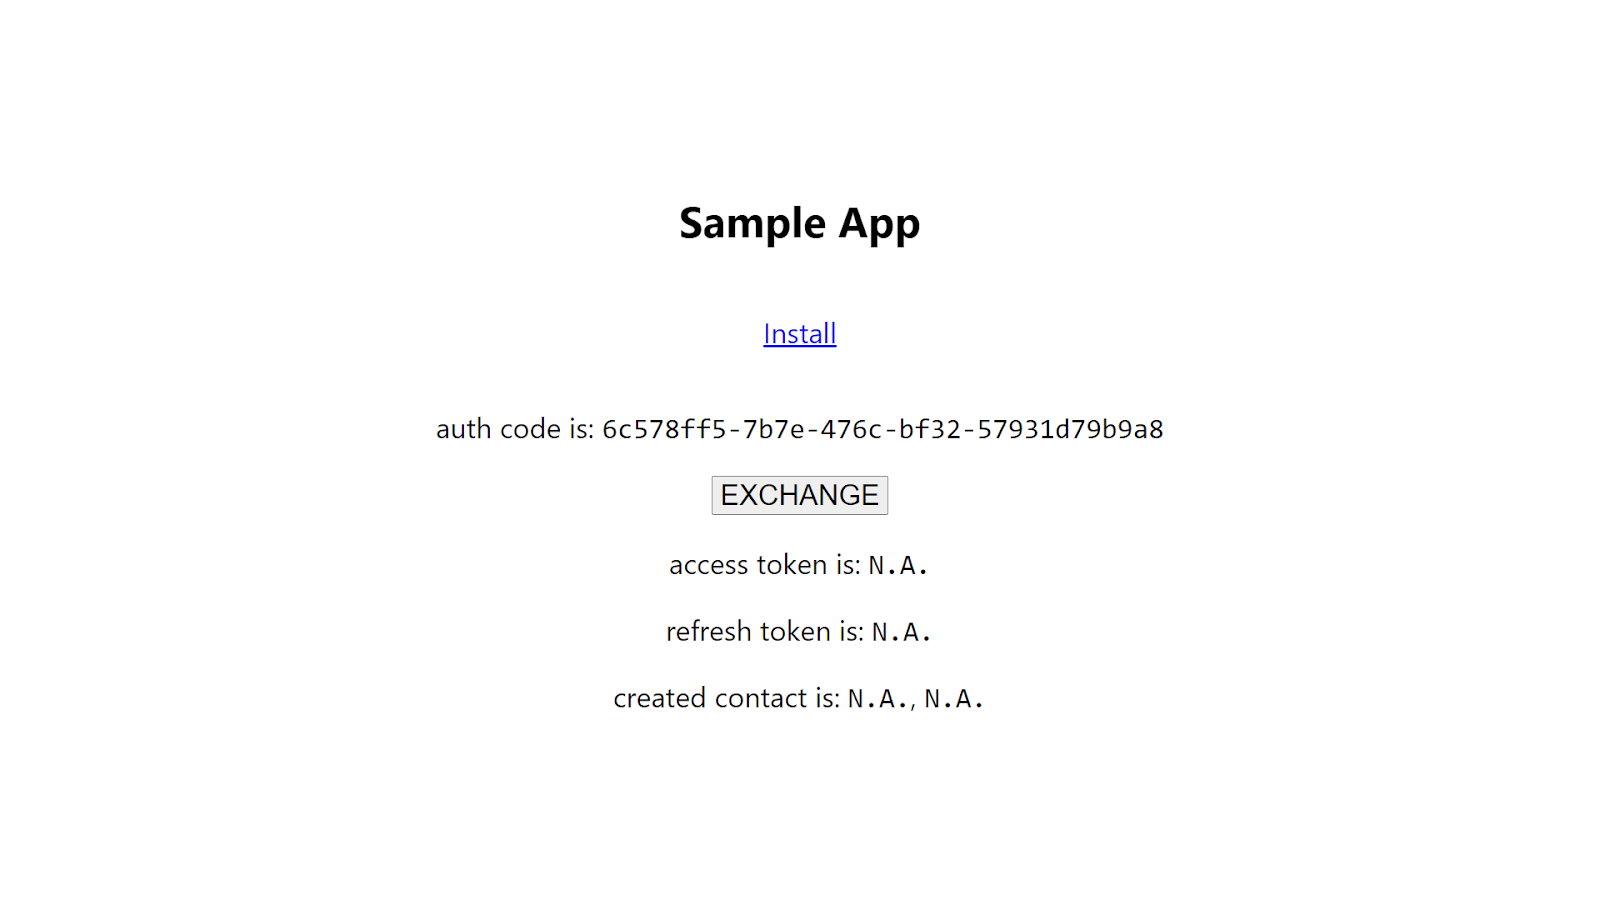 Sample App
Install
auth code is: 6c578ff5-7b7e-476c-bf32-57931d79b9a8
EXCHANGE
access token is: N.A.
refresh token is: N.A.
created contact is: N.A., N.A.